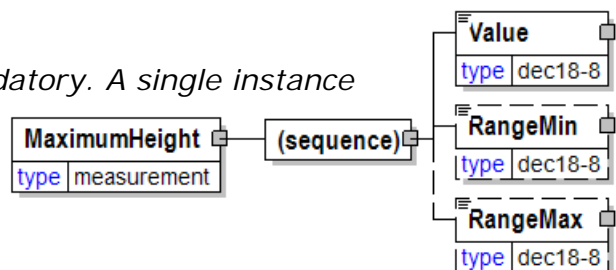 Value
type dec18-8
datory. A single instance
MaximumHeight
type measurement
(sequence)
RangeMin
type dec18-8
RangeMax
type dec18-8